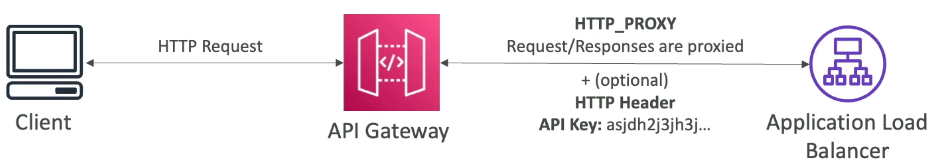 HTTP_PROXY
HTTP Request
Request/Responses are proxied
</>
+ (optional)
HTTP Header
API Key: asjdh2j3jh3j...
Client
API Gateway
Application Load
Balancer